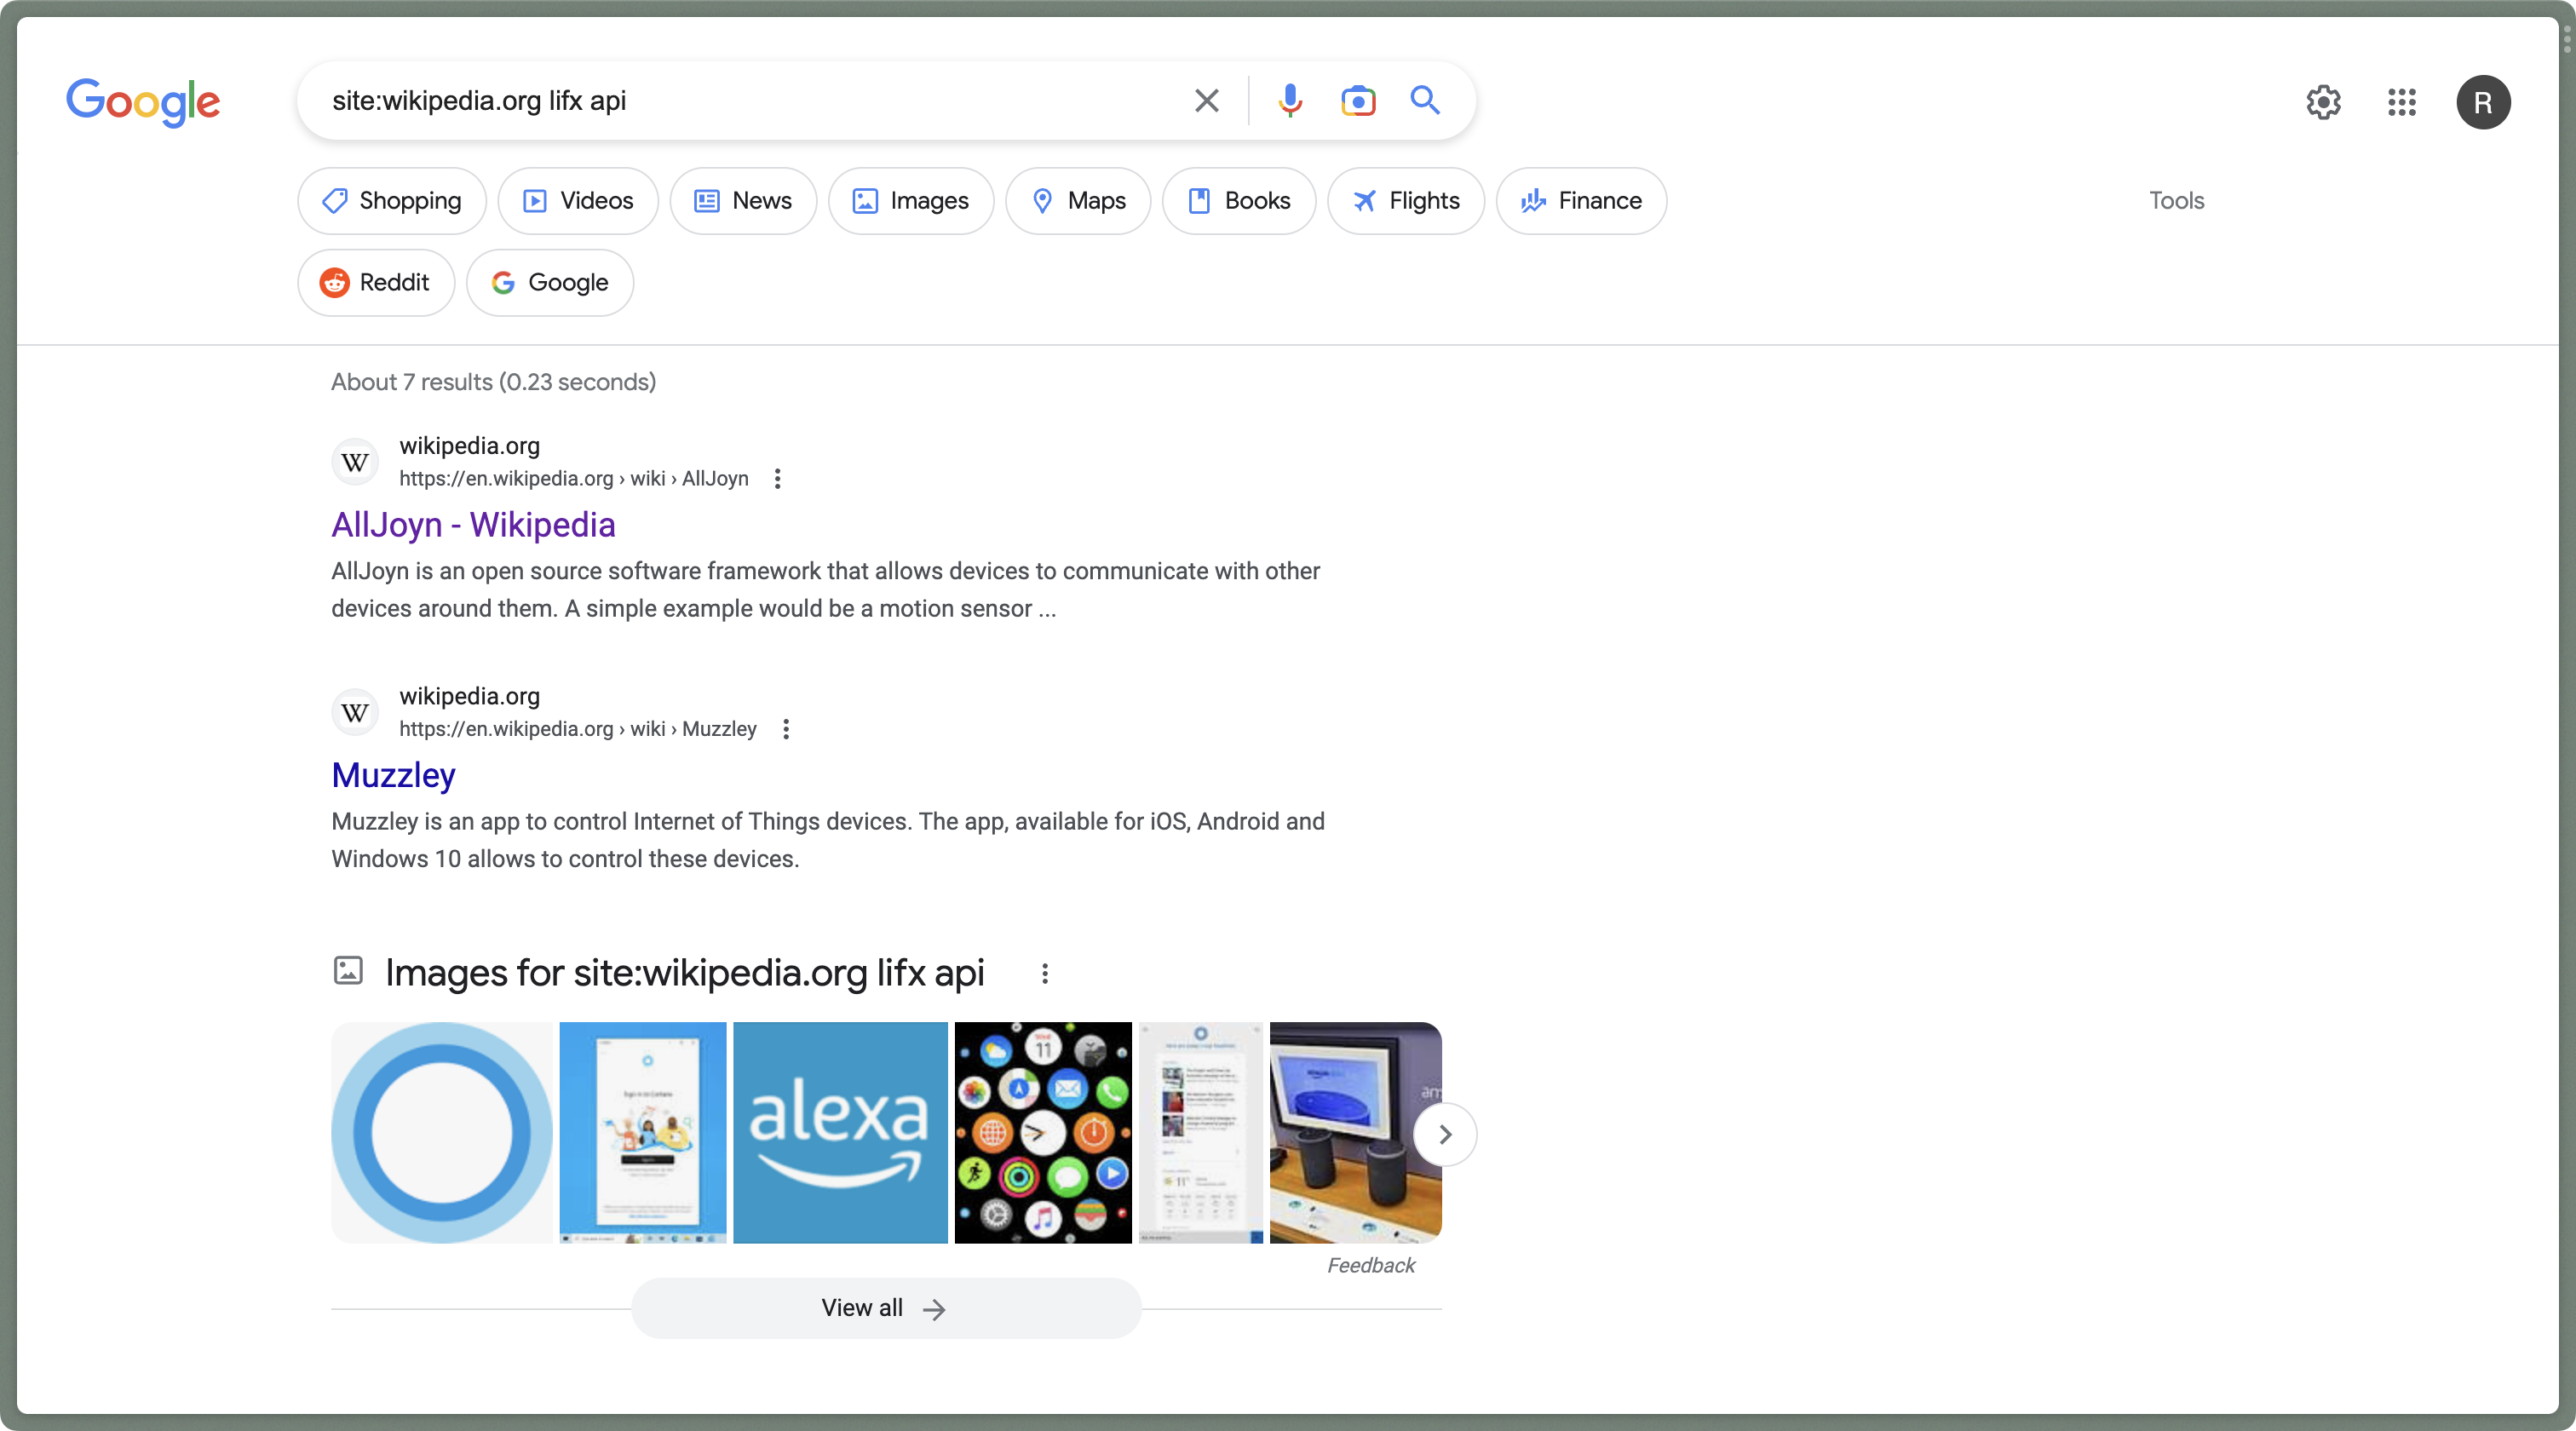 Google
site:wikipedia.org lifx api
R
Shopping
Videos
News
Images
Maps
Books
Flights
Finance
Tools
Reddit
Google
About 7 results (0.23 seconds)
W
wikipedia.org
https://en.wikipedia.org › wiki › AllJoyn
AllJoyn - Wikipedia
AllJoyn is an open source software framework that allows devices to communicate with other
devices around them. A simple example would be a motion sensor ...
W
wikipedia.org
https://en.wikipedia.org › wiki › Muzzley
Muzzley
Muzzley is an app to control Internet of Things devices. The app, available for iOS, Android and
Windows 10 allows to control these devices.
Images for site:wikipedia.org lifx api
alexa
11
11°
am
Feedback
View all